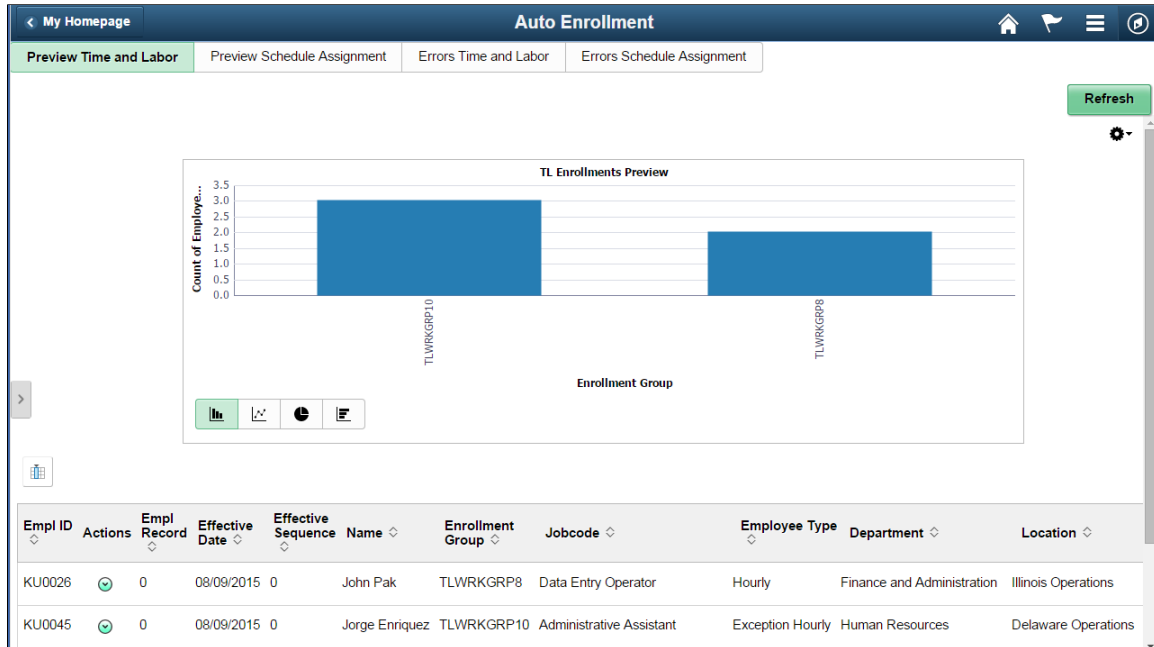 My Homepage
Auto Enrollment
Preview Time and Labor
Preview Schedule Assignment
Errors Time and Labor
Errors Schedule Assignment
Refresh
TL Enrollments Preview
Count of Employe...
3.5
3.0
2.5
2.0
1.5
1.0
0.5
0.0
TLWRKGRP10
TLWRKGRP8
Enrollment Group
Empl ID Actions Empl Record Effective Date Effective Sequence Name Enrollment Group Jobcode Employee Type Department Location
KU0026 0 08/09/2015 0 John Pak TLWRKGRP8 Data Entry Operator Hourly Finance and Administration Illinois Operations
KU0045 0 08/09/2015 0 Jorge Enriquez TLWRKGRP10 Administrative Assistant Exception Hourly Human Resources Delaware Operations